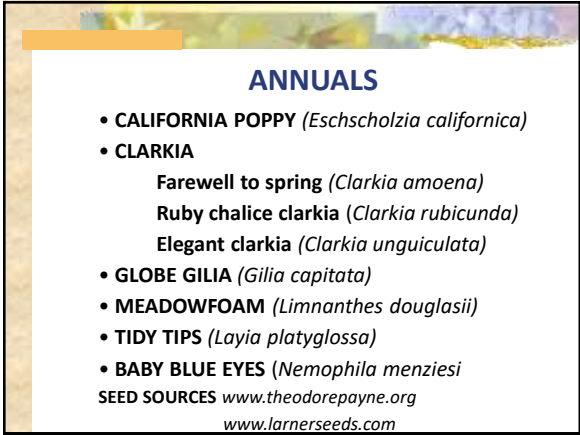 ANNUALS
• CALIFORNIA POPPY (Eschscholzia californica)
• CLARKIA
Farewell to spring (Clarkia amoena)
Ruby chalice clarkia (Clarkia rubicunda)
Elegant clarkia (Clarkia unguiculata)
• GLOBE GILIA (Gilia capitata)
• MEADOWFOAM (Limnanthes douglasii)
• TIDY TIPS (Layia platyglossa)
• BABY BLUE EYES (Nemophila menziesi
SEED SOURCES www.theodorepayne.org
www.larnerseeds.com